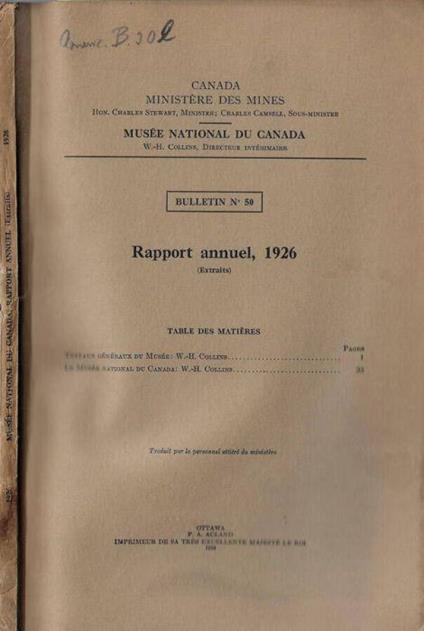 CANADA
MINISTÈRE DES MINES
HON. CHARLES STEWART, MINISTRE; CHARLES CAMSELL, SOUS-MINISTRE
MUSÉE NATIONAL DU CANADA
W.-H. COLLINS, DIRECTEUR INTÉRIMAIRE
BULLETIN N° 50
Rapport annuel, 1926
(Extraits)
TABLE DES MATIÈRES
PAGES
GÉNÉRAUX DU MUSÉE: W.-H. COLLINS 1
LE MUSÉE NATIONAL DU CANADA: W.-H. COLLINS 33
Traduit par le personnel attitré du ministère
OTTAWA
F. A. ACLAND
IMPRIMEUR DE SA TRÈS EXCELLENTE MAJESTÉ LE ROI
MUSÉE NATIONAL DU CANADA, RAPPORT ANNUEL (Extraits) 1926